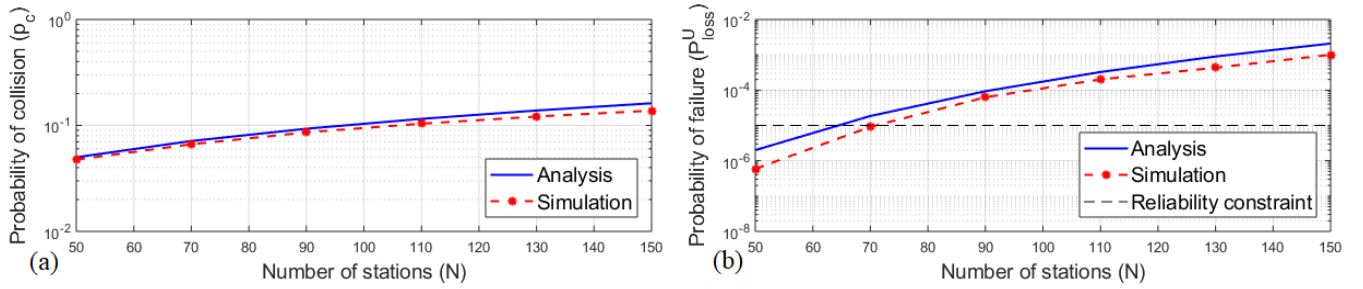 Probability of collision (p_c)
10^0
10^-1
10^-2
Analysis
Simulation
50 60 70 80 90 100 110 120 130 140 150
Number of stations (N)
(a)
Probability of failure (P^U_loss)
10^-2
10^-4
10^-6
10^-8
Analysis
Simulation
Reliability constraint
50 60 70 80 90 100 110 120 130 140 150
Number of stations (N)
(b)